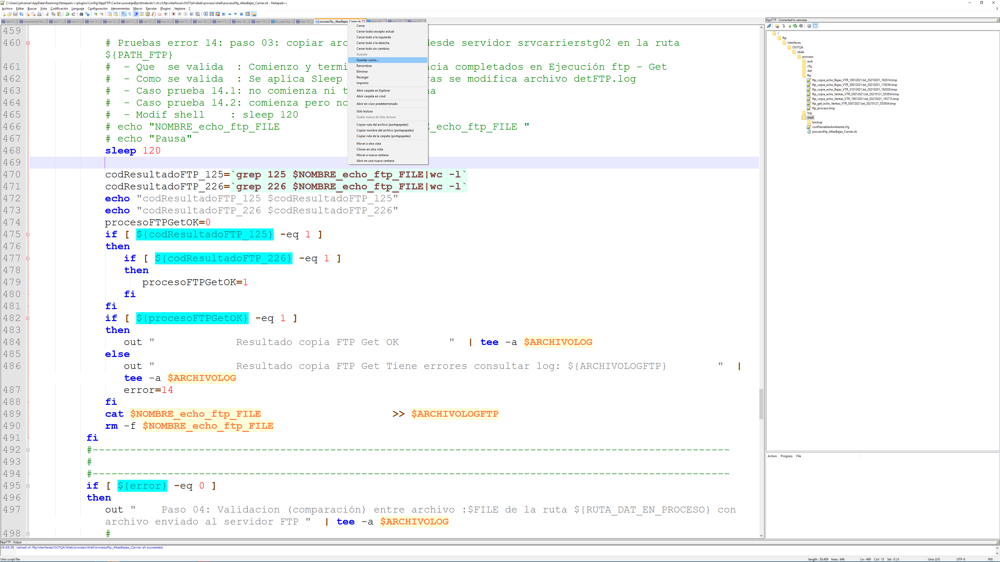 C:\Users\jsilvamar\AppData\Roaming\Notepad++\plugins\Config\NppFTP\Cache\usroutqa@pctlmdevelc1.vtr.cl\ftp\interfaces\OUTQA\ldiab\proceso\shell\procesoFtp_AltasBajas_Carrier.sh - Notepad++
Archivo Editar Buscar Vista Codificación Lenguaje Configuración Herramientas Macro Ejecutar Plugins Ventana ?
new 4 conexiones3.txt new 1 new 2 new 3 new 5 new 7 new 8 new 9 new 6 new 10 new 11 new 12 new 13 ftp_user.cfg new 14 procesoFtp_AltasBajas_Carrier.sh altas.cfg new 15 new 16
459
460 # Pruebas error 14: paso 03: copiar arc desde servidor srvcarrierstg02 en la ruta
${PATH_FTP}
461 # - Que se valida : Comienzo y termi ncia completados en Ejecución ftp - Get
462 # - Como se valida : Se aplica Sleep ras se modifica archivo detFTP.log
463 # - Caso prueba 14.1: no comienza ni t na
464 # - Caso prueba 14.2: comienza pero no
465 # - Modif shell : sleep 120
466 # echo "NOMBRE_echo_ftp_FILE _echo_ftp_FILE "
467 # echo "Pausa"
468 sleep 120
469
470 codResultadoFTP_125=`grep 125 $NOMBRE_echo_ftp_FILE|wc -l`
471 codResultadoFTP_226=`grep 226 $NOMBRE_echo_ftp_FILE|wc -l`
472 echo "codResultadoFTP_125 $codResultadoFTP_125"
473 echo "codResultadoFTP_226 $codResultadoFTP_226"
474 procesoFTPGetOK=0
475 if [ ${codResultadoFTP_125} -eq 1 ]
476 then
477 if [ ${codResultadoFTP_226} -eq 1 ]
478 then
479 procesoFTPGetOK=1
480 fi
481 fi
482 if [ ${procesoFTPGetOK} -eq 1 ]
483 then
484 out " Resultado copia FTP Get OK " | tee -a $ARCHIVOLOG
485 else
486 out " Resultado copia FTP Get Tiene errores consultar log: ${ARCHIVOLOGFTP} " |
tee -a $ARCHIVOLOG
487 error=14
488 fi
489 cat $NOMBRE_echo_ftp_FILE >> $ARCHIVOLOGFTP
490 rm -f $NOMBRE_echo_ftp_FILE
491 fi
492 #------------------------------------------------------------------------------------------------------
493 #
494 #------------------------------------------------------------------------------------------------------
495 if [ ${error} -eq 0 ]
496 then
497 out " Paso 04: Validacion (comparación) entre archivo :$FILE de la ruta ${RUTA_DAT_EN_PROCESO} con
archivo enviado al servidor FTP " | tee -a $ARCHIVOLOG
498 #
Cerrar
Cerrar todos excepto actual
Cerrar todo a la izquierda
Cerrar todo a la derecha
Cerrar todo sin cambios
Guardar
Guardar como...
Renombrar
Eliminar
Recargar
Imprimir
Abrir carpeta en Explorer
Abrir carpeta en cmd
Abrir en visor predeterminado
Sólo lectura
Quitar marca de Sólo lectura
Copiar ruta del archivo (portapapeles)
Copiar nombre del archivo (portapapeles)
Copiar ruta de la carpeta (portapapeles)
Mover a otra vista
Clonar en otra vista
Mover a nueva ventana
Abrir en una nueva ventana
NppFTP - Connected to usroutqa
/
ftp
interfaces
OUTQA
ldiab
proceso
awk
cfg
dat
ftp
ftp_copia_echo_Bajas_VTR_10012021.txt_20210201_182614.tmp
ftp_copia_echo_Bajas_VTR_30012021.txt_20210201_174336.tmp
ftp_copia_echo_Bajas_VTR_31012021.txt_20210201_182028.tmp
ftp_copia_echo_Ventas_VTR_05012021.txt_20210121_053854.tmp
ftp_copia_echo_Ventas_VTR_19012021.txt_20210201_193715.tmp
ftp_get_echo_Ventas_VTR_05012021.txt_20210121_053854.tmp
ftp_proceso.tmp
log
shell
backup
confVariablesAmbiente.cfg
procesoFtp_AltasBajas_Carrier.sh
Action Progress File
NppFTP - Output
19:43:35 Upload of /ftp/interfaces/OUTQA/ldiab/proceso/shell/procesoFtp_AltasBajas_Carrier.sh succeeded.
Unix script file length : 30.409 lines : 646 Ln : 469 Col : 13 Sel : 0 | 0 Unix (LF) UTF-8 INS